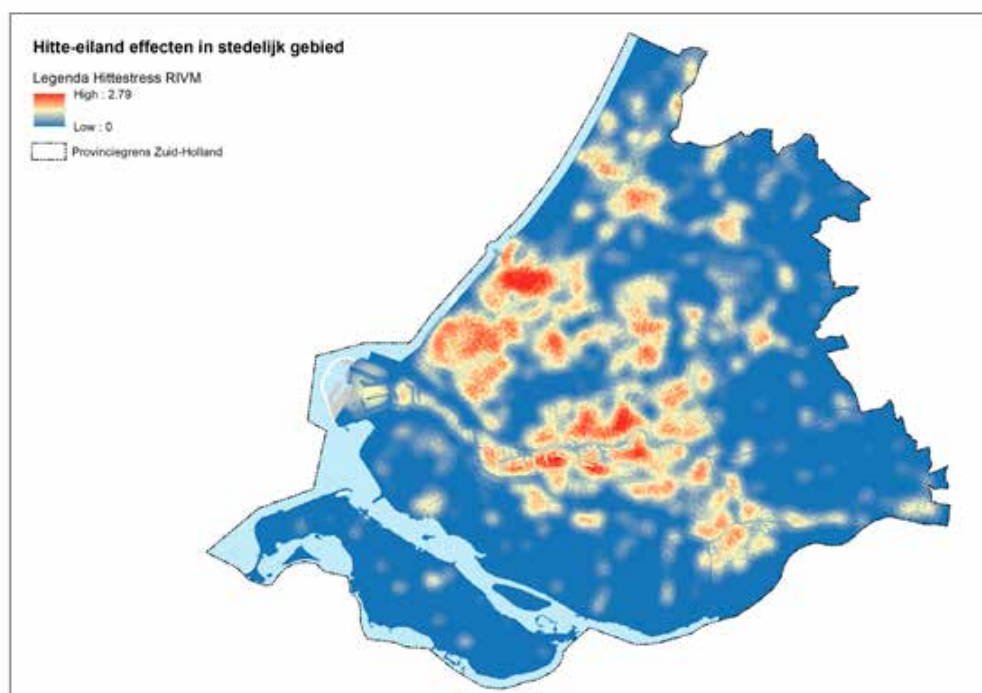 Hitte-eiland effecten in stedelijk gebied
Legenda Hittestress RIVM
High : 2.79
Low : 0
Provinciegrens Zuid-Holland